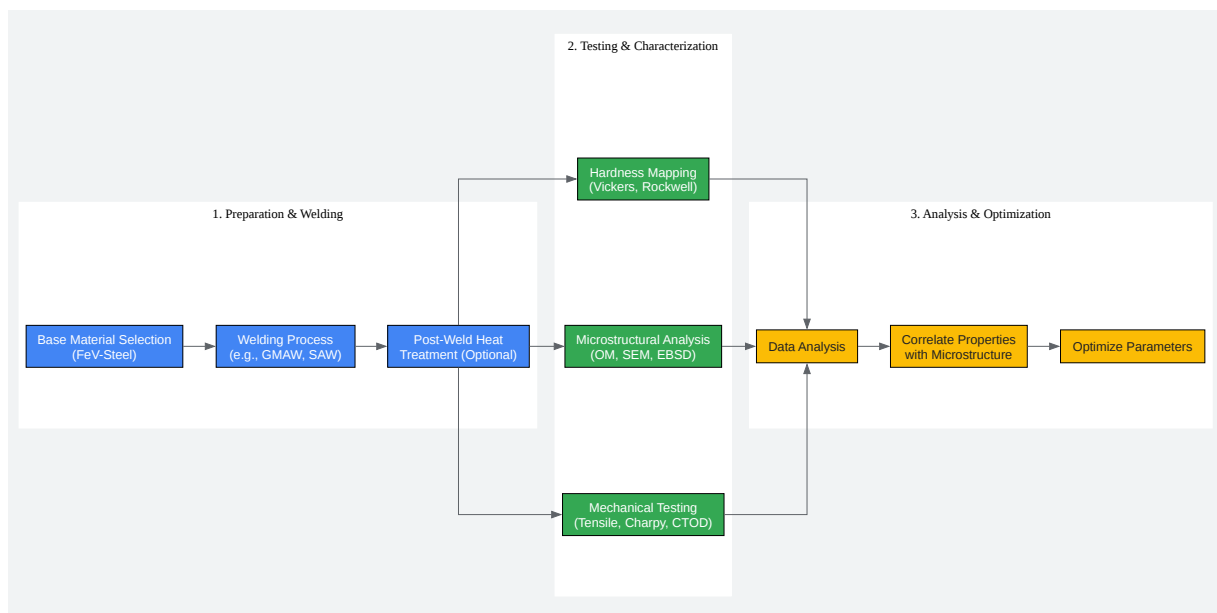 1. Preparation & Welding
Base Material Selection
(FeV-Steel)
Welding Process
(e.g., GMAW, SAW)
Post-Weld Heat
Treatment (Optional)
2. Testing & Characterization
Hardness Mapping
(Vickers, Rockwell)
Microstructural Analysis
(OM, SEM, EBSD)
Mechanical Testing
(Tensile, Charpy, CTOD)
3. Analysis & Optimization
Data Analysis
Correlate Properties
with Microstructure
Optimize Parameters